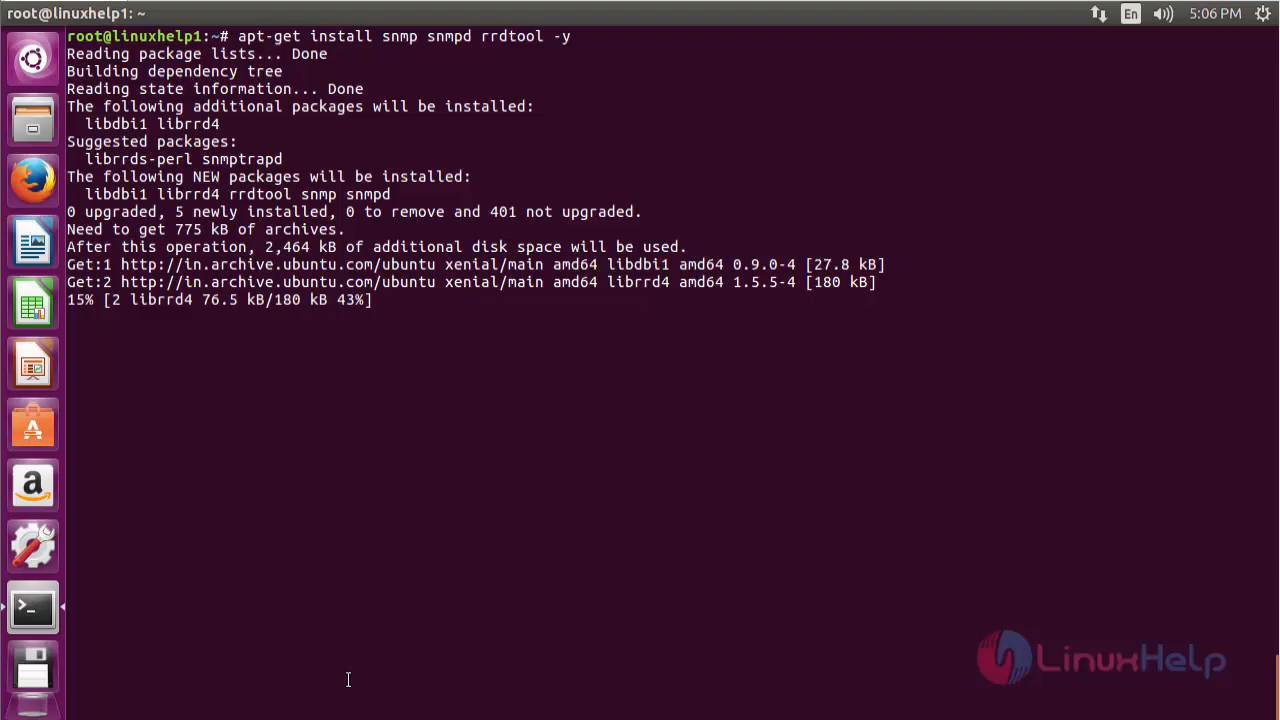 root@linuxhelp1: ~
En
5:06 PM
root@linuxhelp1:~# apt-get install snmp snmpd rrdtool -y
Reading package lists... Done
Building dependency tree
Reading state information... Done
The following additional packages will be installed:
  libdbi1 librrd4
Suggested packages:
  librrds-perl snmptrapd
The following NEW packages will be installed:
  libdbi1 librrd4 rrdtool snmp snmpd
0 upgraded, 5 newly installed, 0 to remove and 401 not upgraded.
Need to get 775 kB of archives.
After this operation, 2,464 kB of additional disk space will be used.
Get:1 http://in.archive.ubuntu.com/ubuntu xenial/main amd64 libdbi1 amd64 0.9.0-4 [27.8 kB]
Get:2 http://in.archive.ubuntu.com/ubuntu xenial/main amd64 librrd4 amd64 1.5.5-4 [180 kB]
15% [2 librrd4 76.5 kB/180 kB 43%]
LinuxHelp